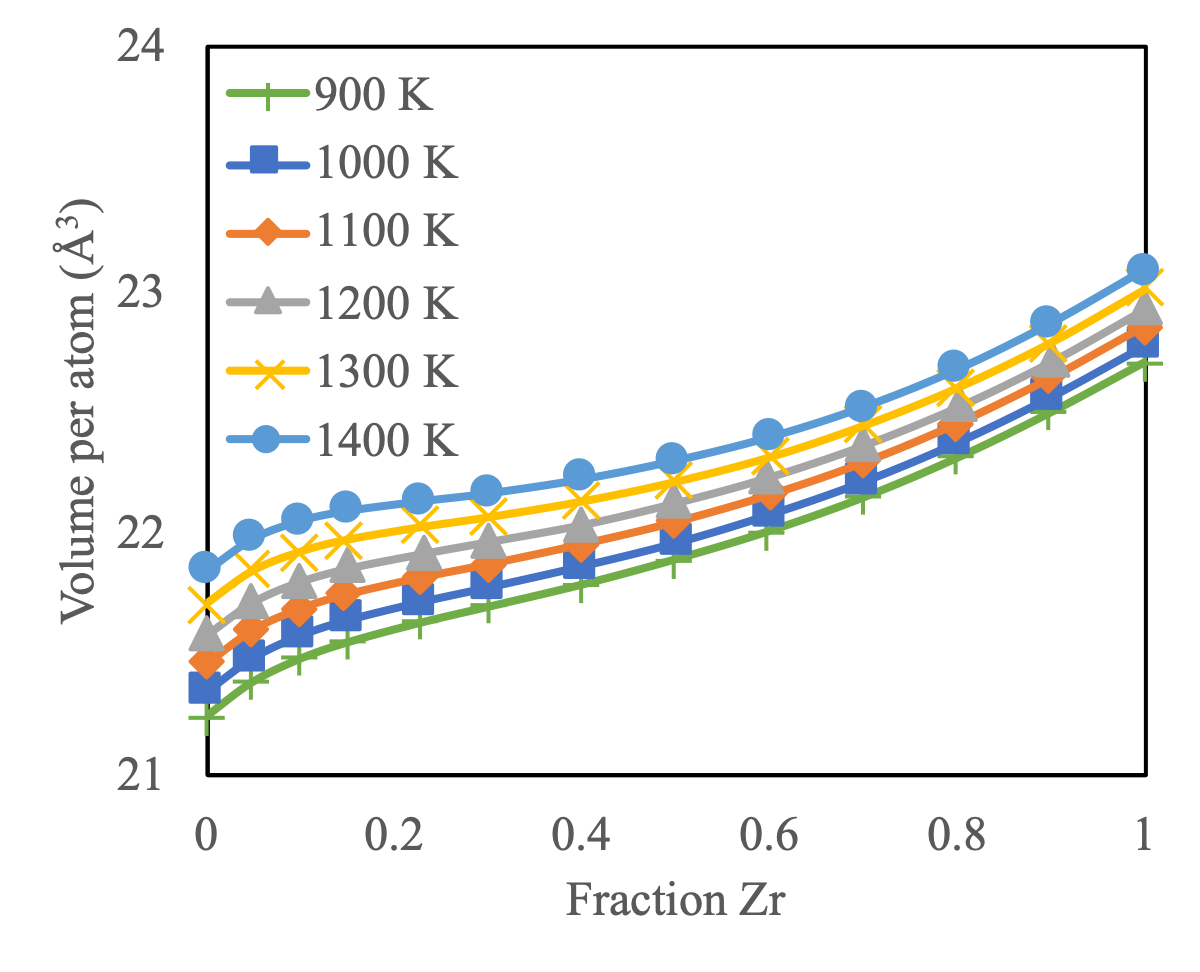 24
23
22
21
Volume per atom (Å³)
900 K
1000 K
1100 K
1200 K
1300 K
1400 K
0 0.2 0.4 0.6 0.8 1
Fraction Zr